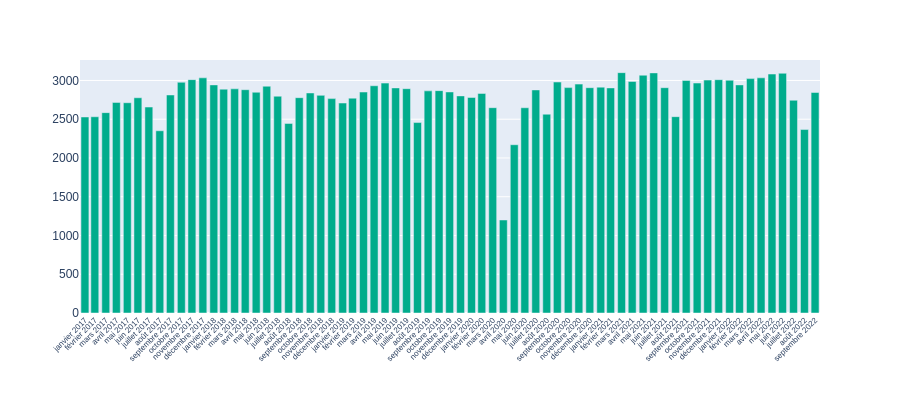 3000
2500
2000
1500
1000
500
0
janvier 2017
février 2017
mars 2017
avril 2017
mai 2017
juin 2017
juillet 2017
août 2017
septembre 2017
octobre 2017
novembre 2017
décembre 2017
janvier 2018
février 2018
mars 2018
avril 2018
mai 2018
juin 2018
juillet 2018
août 2018
septembre 2018
octobre 2018
novembre 2018
décembre 2018
janvier 2019
février 2019
mars 2019
avril 2019
mai 2019
juin 2019
juillet 2019
août 2019
septembre 2019
octobre 2019
novembre 2019
décembre 2019
janvier 2020
février 2020
mars 2020
avril 2020
mai 2020
juin 2020
juillet 2020
août 2020
septembre 2020
octobre 2020
novembre 2020
décembre 2020
janvier 2021
février 2021
mars 2021
avril 2021
mai 2021
juin 2021
juillet 2021
août 2021
septembre 2021
octobre 2021
novembre 2021
décembre 2021
janvier 2022
février 2022
mars 2022
avril 2022
mai 2022
juin 2022
juillet 2022
août 2022
septembre 2022